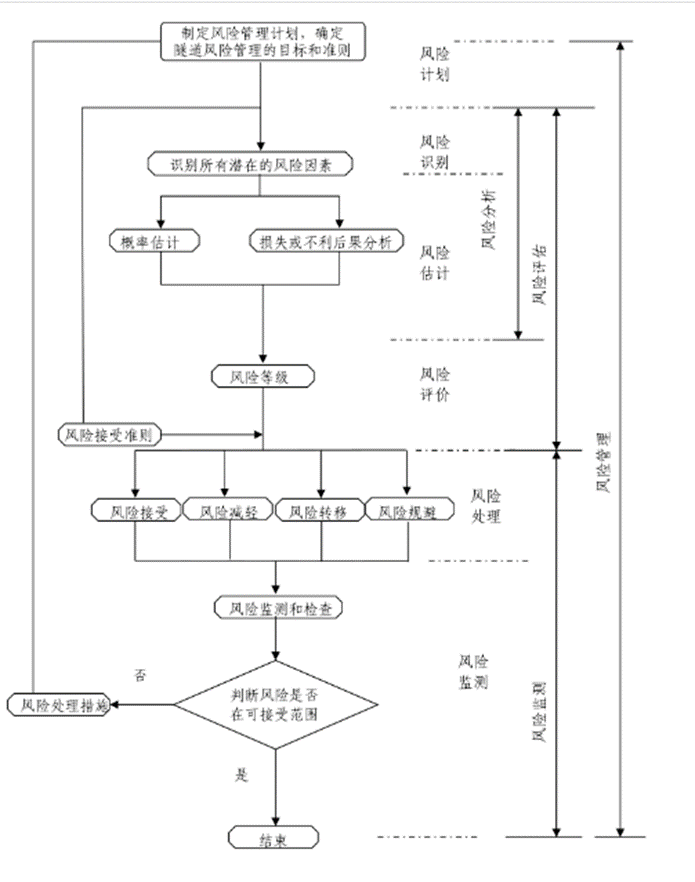 制定风险管理计划、确定
隧道风险管理的目标和准则
风险
计划
识别所有潜在的风险因素
风险
识别
概率估计
损失或不利后果分析
风险
估计
风险分析
风险评估
风险等级
风险
评价
风险接受准则
风险管理
风险接受
风险减轻
风险转移
风险规避
风险
处理
风险监测和检查
风险
监测
风险监测
否
判断风险是否
在可接受范围
风险处理措施
是
结束